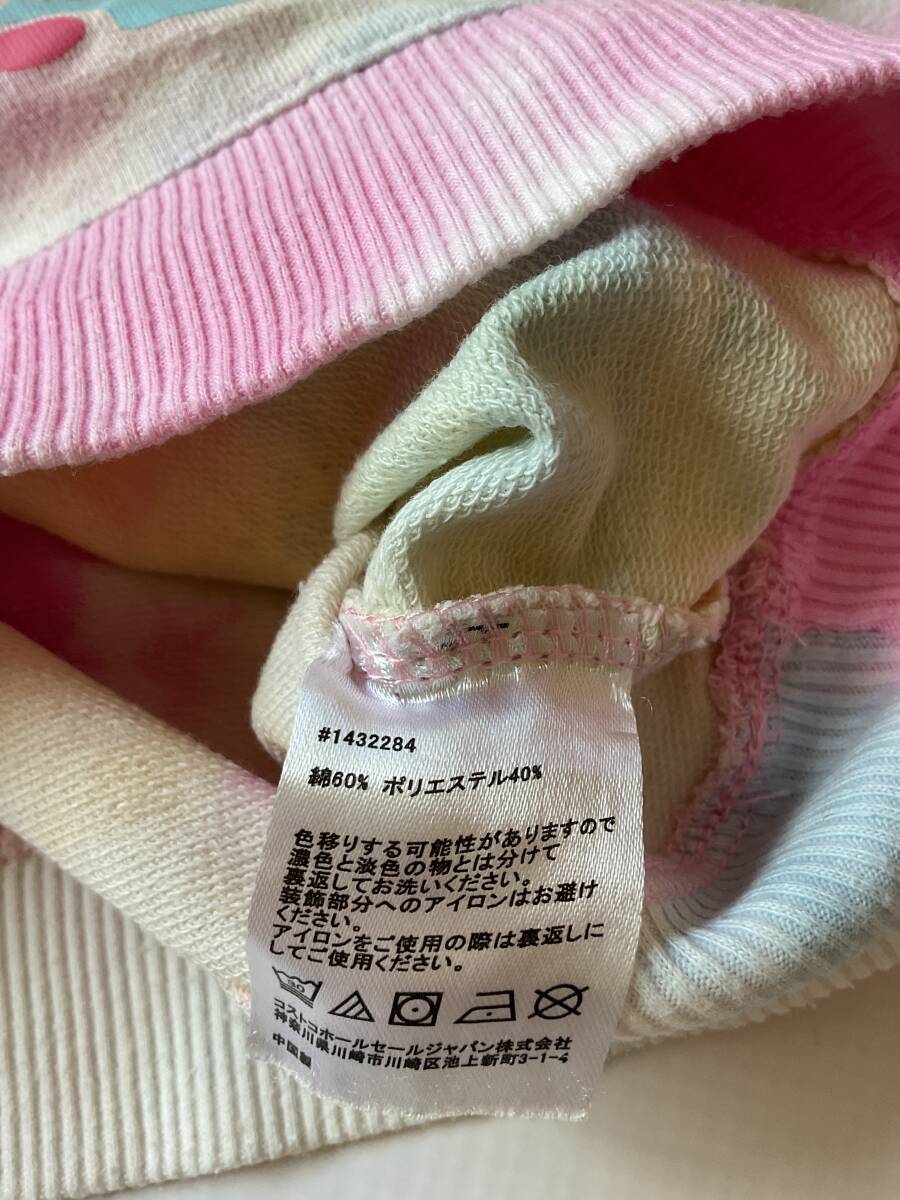 #1432284
綿60% ポリエステル40%
色移りする可能性がありますので
濃色と淡色の物とは分けて
裏返してお洗いください。
装飾部分へのアイロンはお避け
ください。
アイロンをご使用の際は裏返しに
してご使用ください。
30
コストコホールセールジャパン株式会社
神奈川県川崎市川崎区池上新町3-1-4
中国製